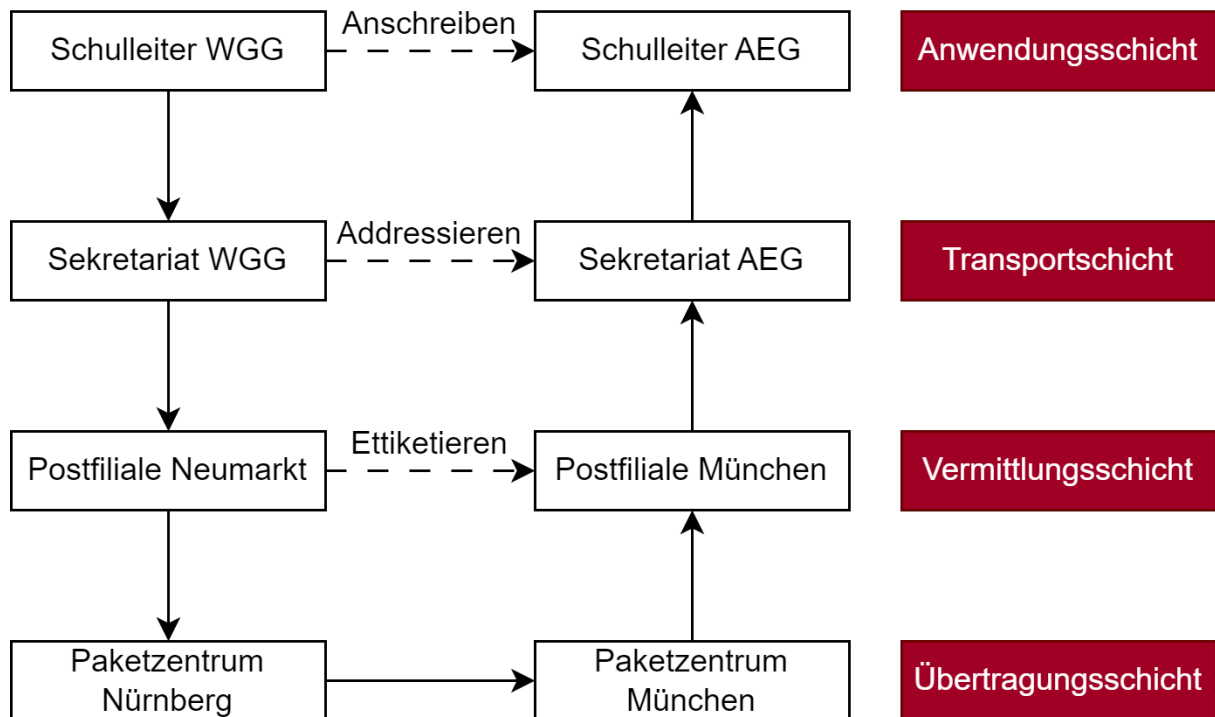 Anschreiben
Schulleiter WGG
Schulleiter AEG
Anwendungsschicht
Addressieren
Sekretariat WGG
Sekretariat AEG
Transportschicht
Ettiketieren
Postfiliale Neumarkt
Postfiliale München
Vermittlungsschicht
Paketzentrum
Nürnberg
Paketzentrum
München
Übertragungsschicht